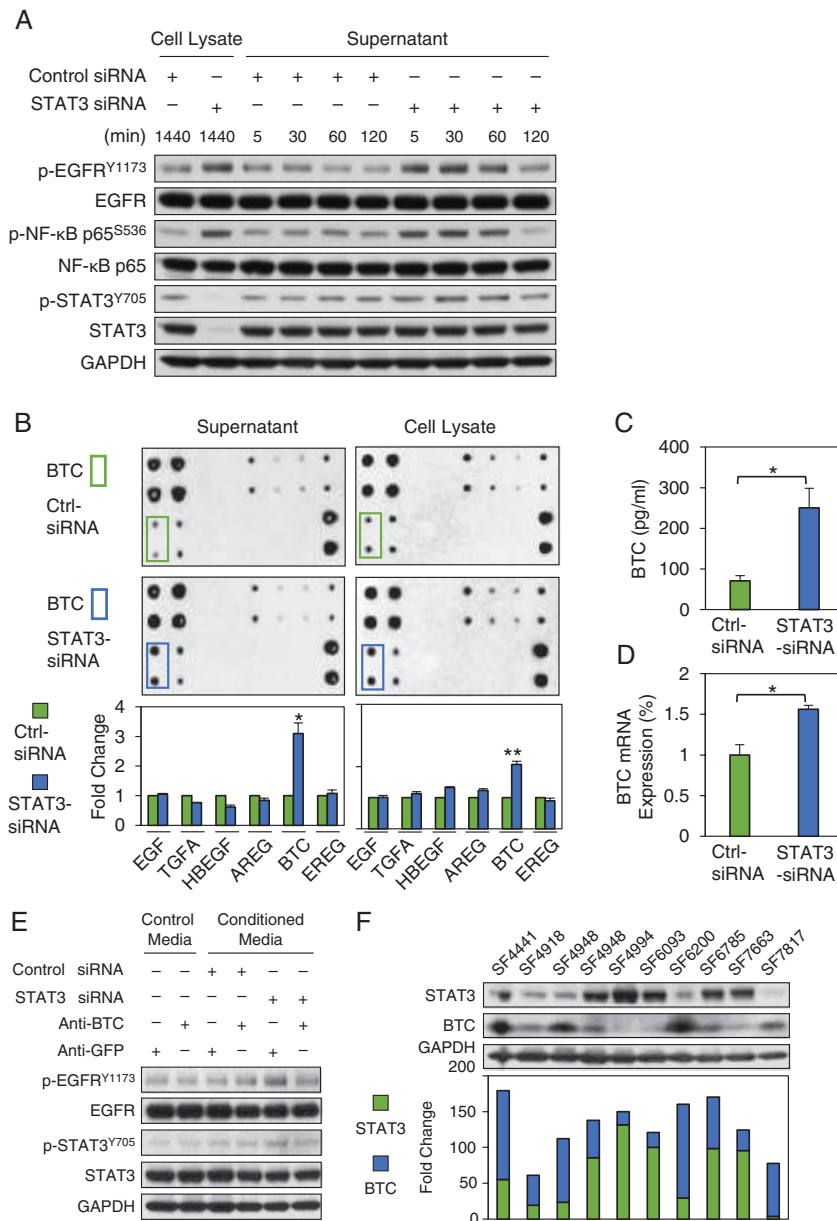 A
Cell Lysate Supernatant
Control siRNA + – + + + + – – – –
STAT3 siRNA – + – – – – + + + +
(min) 1440 1440 5 30 60 120 5 30 60 120
p-EGFRY1173
EGFR
p-NF-κB p65S536
NF-κB p65
p-STAT3Y705
STAT3
GAPDH
B
Supernatant Cell Lysate
BTC
Ctrl-
siRNA
BTC
STAT3-
siRNA
Ctrl-
siRNA
STAT3-
siRNA
Fold Change
4
3
2
1
0
* **
EGF TGFA HBEGF AREG BTC EREG EGF TGFA HBEGF AREG BTC EREG
C
BTC (pg/ml)
400
300
200
100
0
*
Ctrl-
siRNA
STAT3
-siRNA
D
BTC mRNA
Expression (%)
2
1.5
1
0.5
0
*
Ctrl-
siRNA
STAT3
-siRNA
E
Control
Media
Conditioned
Media
Control siRNA – – + + – –
STAT3 siRNA – – – – + +
Anti-BTC – + – + – +
Anti-GFP + – + – + –
p-EGFRY1173
EGFR
p-STAT3Y705
STAT3
GAPDH
F
SF4441 SF4918 SF4948 SF4948 SF4994 SF6093 SF6200 SF6785 SF7663 SF7817
STAT3
BTC
GAPDH
200
150
100
50
0
Fold Change
STAT3
BTC